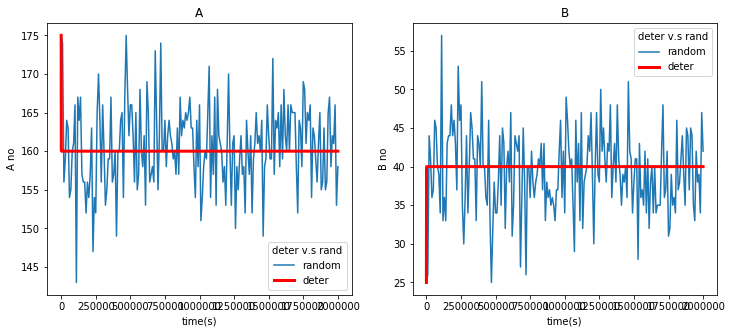 A
A no
175
170
165
160
155
150
145
deter v.s rand
random
deter
0 250000 500000 750000 1000000 1250000 1500000 1750000 2000000
time(s)
B
B no
55
50
45
40
35
30
25
deter v.s rand
random
deter
0 250000 500000 750000 1000000 1250000 1500000 1750000 2000000
time(s)